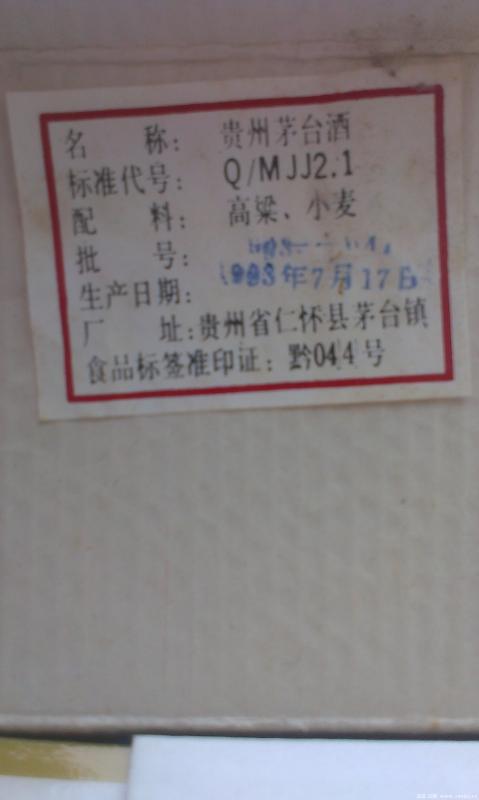 名 称: 贵州茅台酒
标准代号: Q/MJJ2.1
配 料: 高粱、小麦
批 号:
生产日期: 1993年7月17日
厂 址: 贵州省仁怀县茅台镇
食品标签准印证: 黔044号